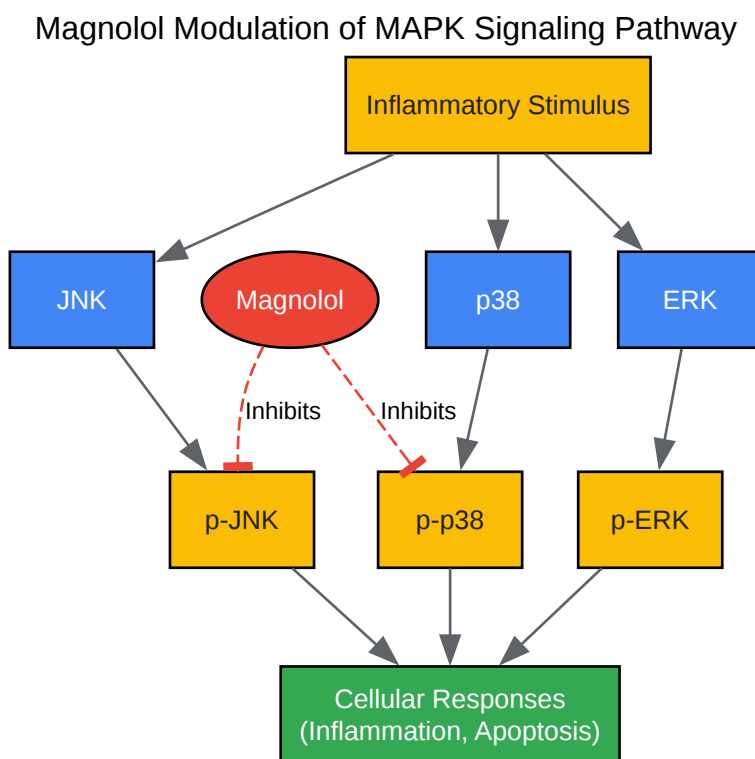 Magnolol Modulation of MAPK Signaling Pathway
Inflammatory Stimulus
JNK
Magnolol
p38
ERK
Inhibits
Inhibits
p-JNK
p-p38
p-ERK
Cellular Responses
(Inflammation, Apoptosis)